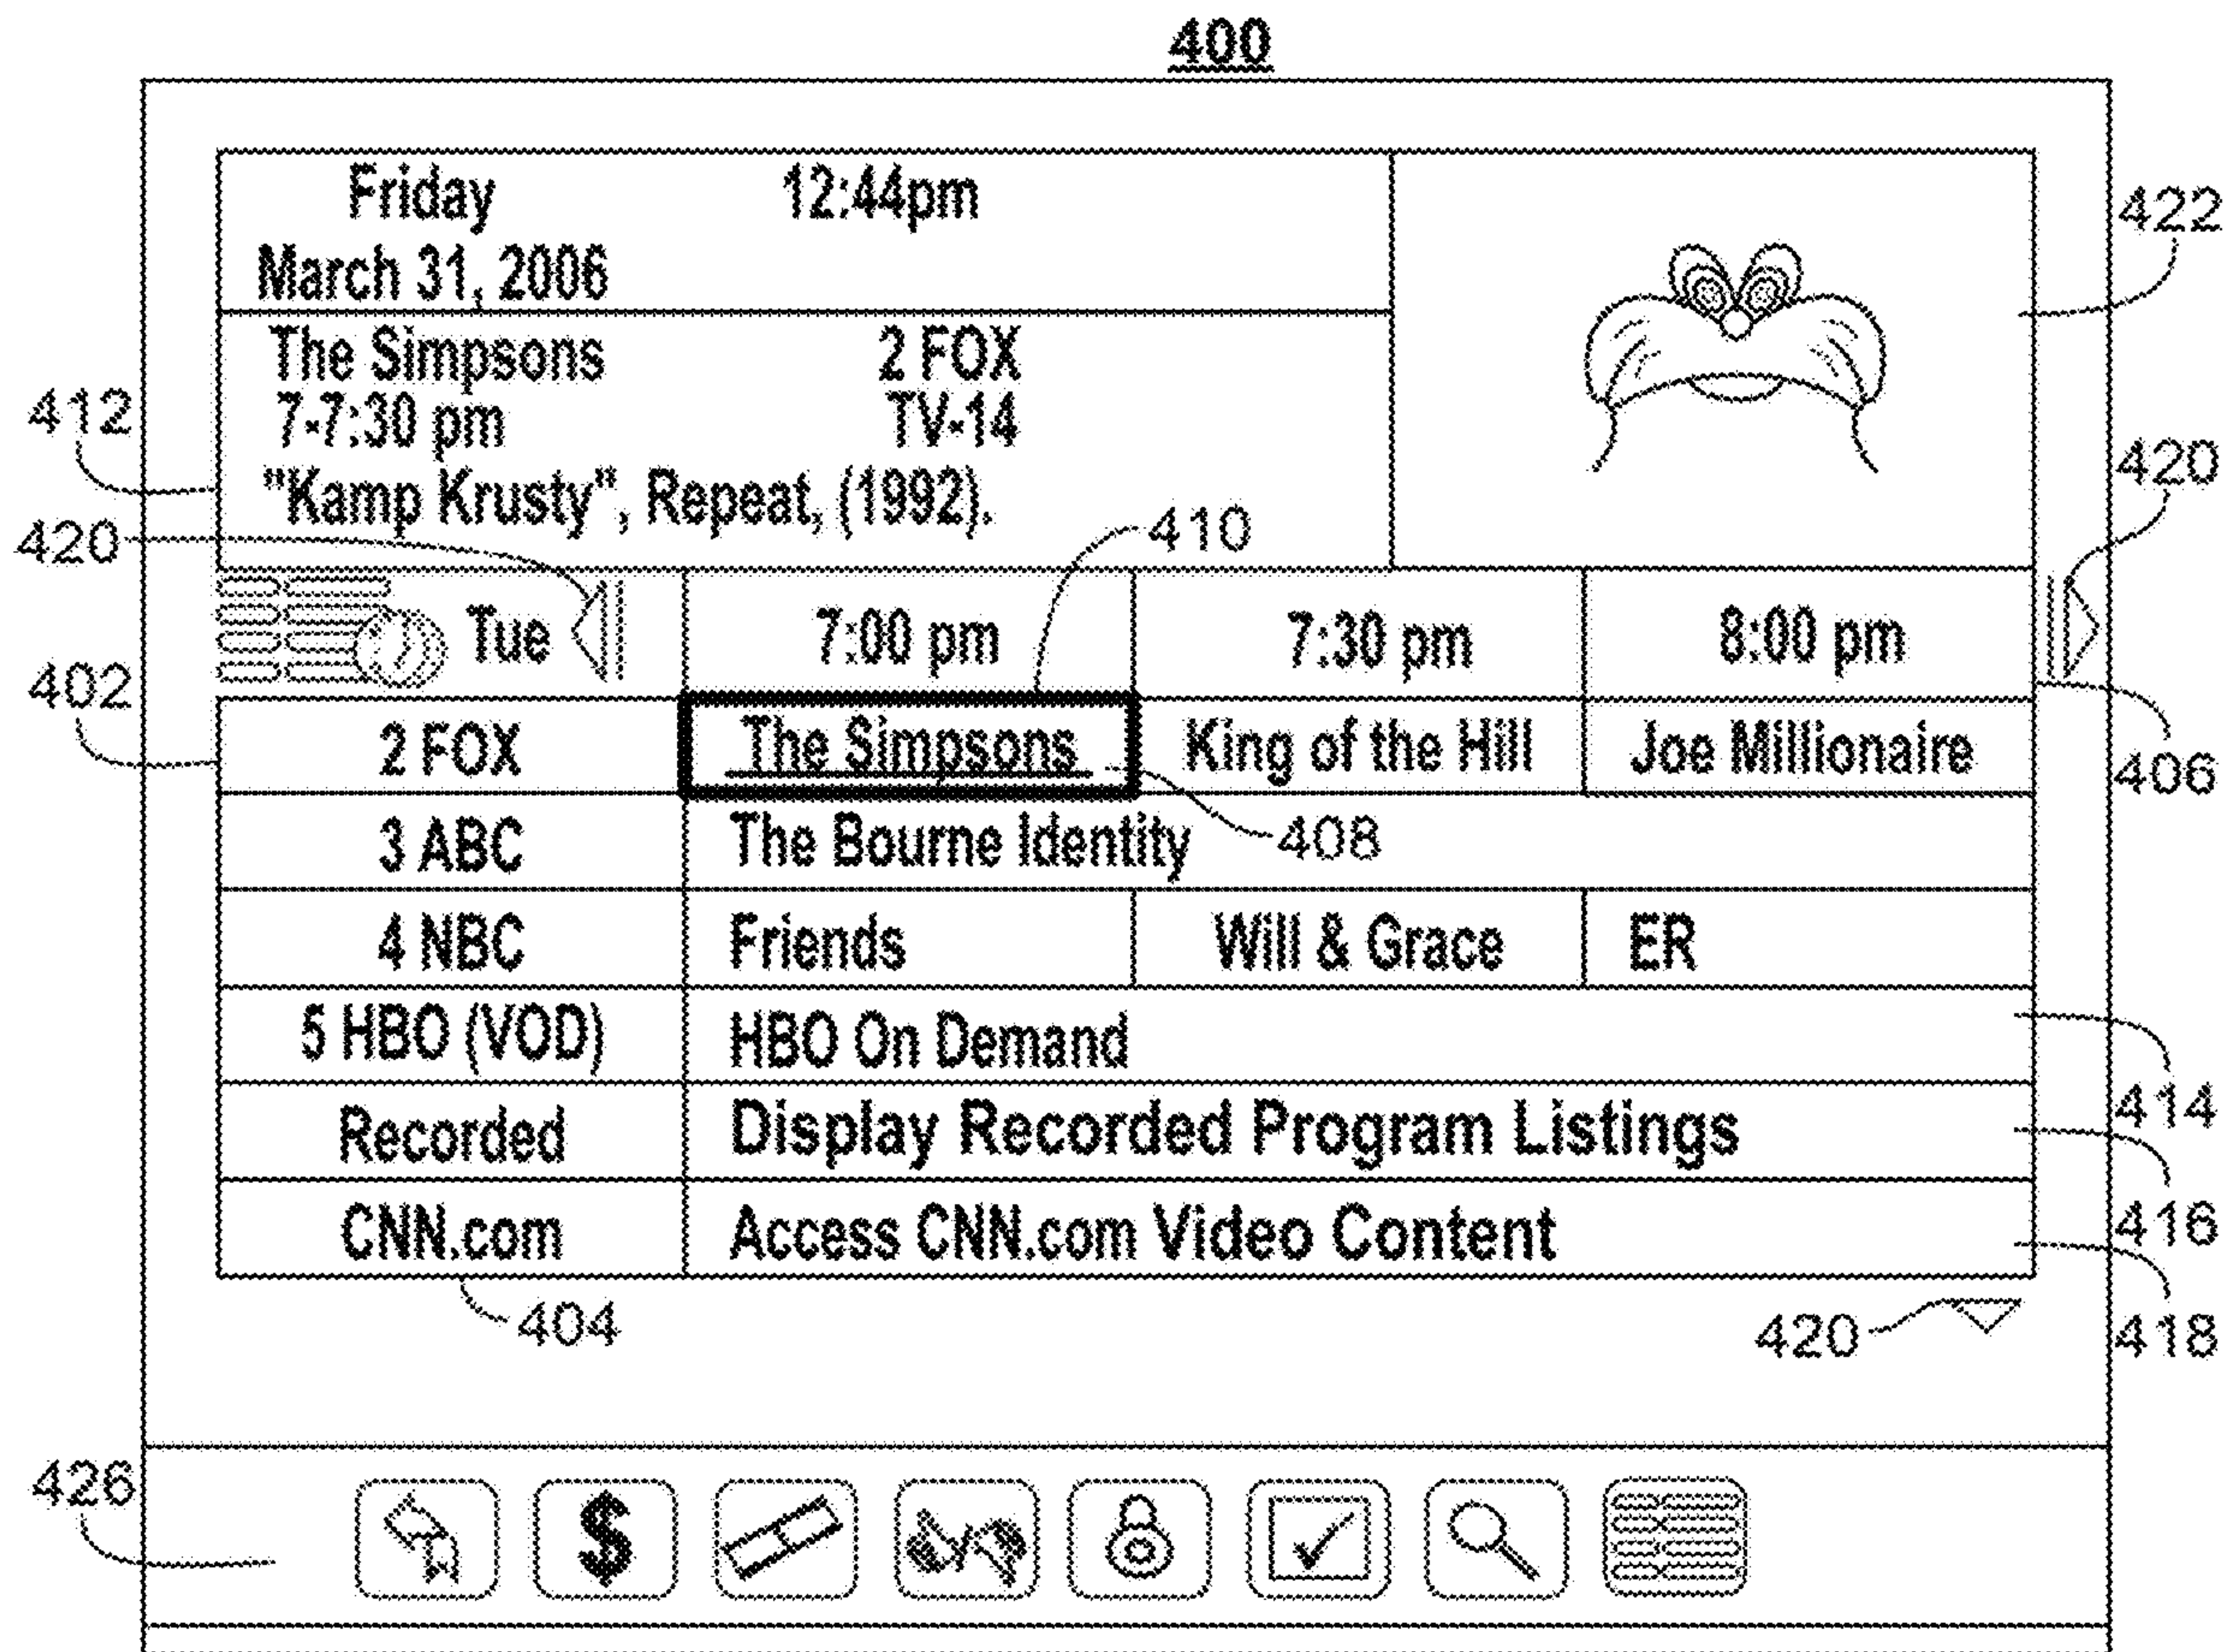 400
Friday 12:44pm
March 31, 2006
422
The Simpsons 2 FOX
412
7-7:30 pm TV-14
420
"Kamp Krusty", Repeat, (1992).
420
410
Tue 7:00 pm 7:30 pm 8:00 pm
402
2 FOX The Simpsons King of the Hill Joe Millionaire
406
3 ABC The Bourne Identity
408
4 NBC Friends Will & Grace ER
5 HBO (VOD) HBO On Demand
414
Recorded Display Recorded Program Listings
416
CNN.com Access CNN.com Video Content
404
420
418
426
$